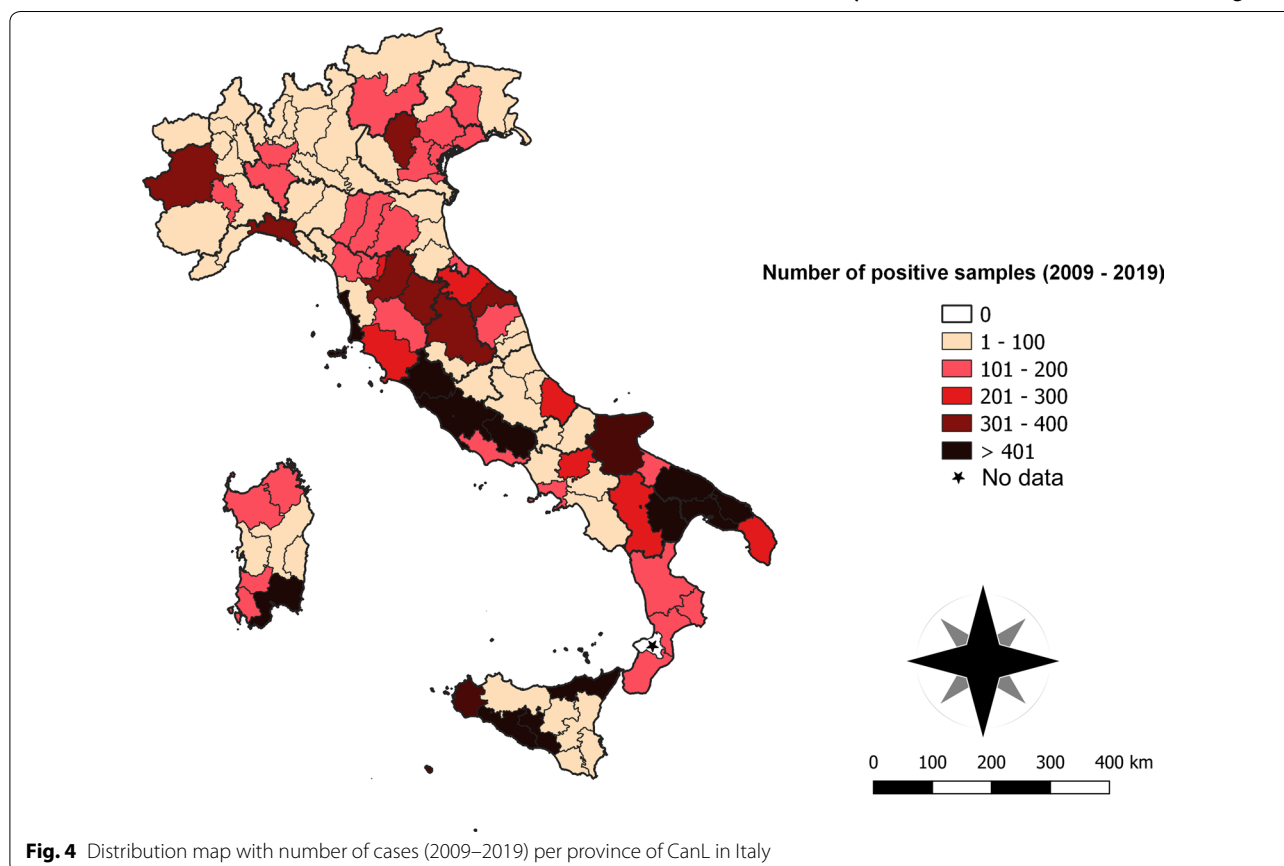 Number of positive samples (2009 - 2019)
0
1 - 100
101 - 200
201 - 300
301 - 400
> 401
No data
0 100 200 300 400 km
Fig. 4 Distribution map with number of cases (2009–2019) per province of CanL in Italy